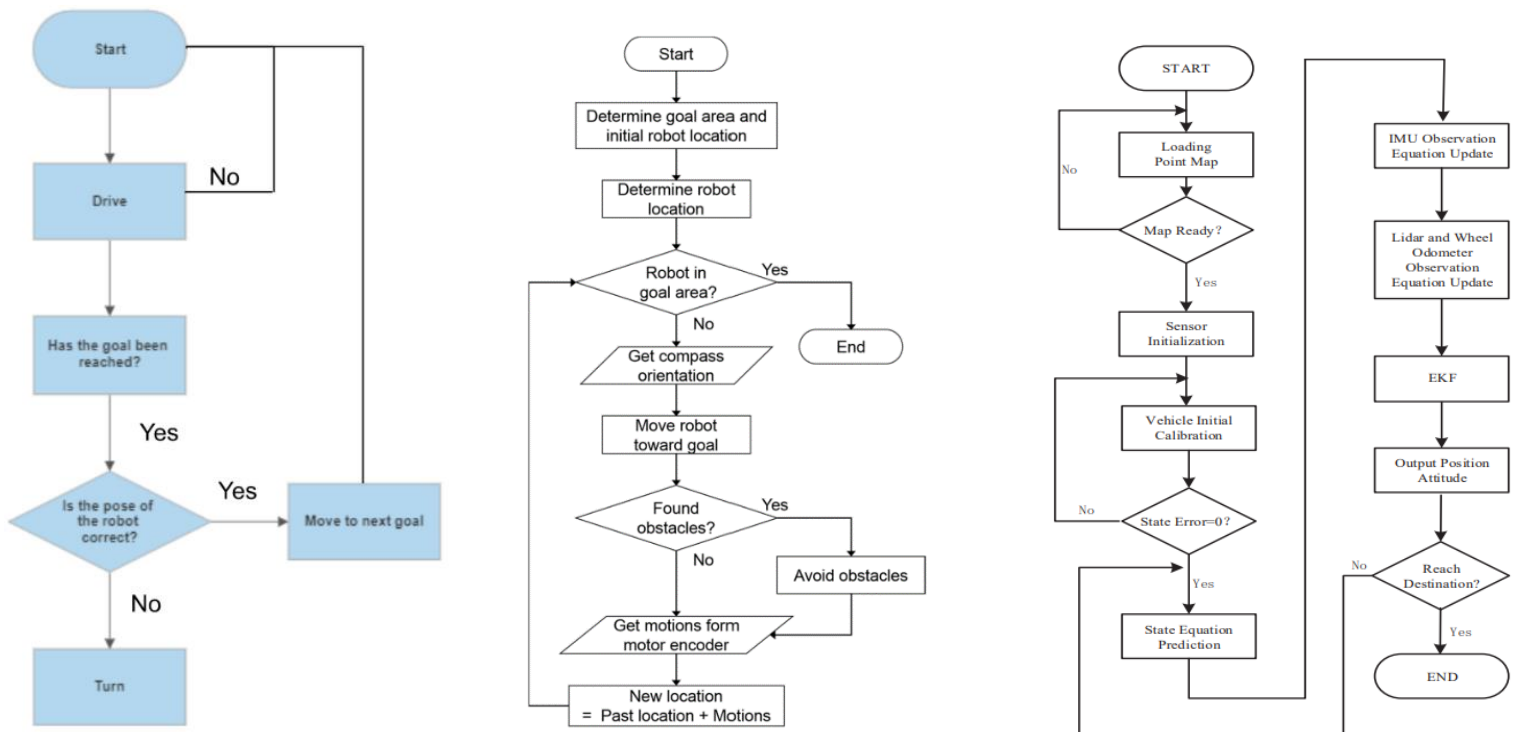 Start
Drive
No
Has the goal been
reached?
Yes
Is the pose of
the robot
correct?
Yes
Move to next goal
No
Turn
Start
Determine goal area and
initial robot location
Determine robot
location
Robot in
goal area?
Yes
No
End
Get compass
orientation
Move robot
toward goal
Found
obstacles?
Yes
No
Avoid obstacles
Get motions form
motor encoder
New location
= Past location + Motions
START
Loading
Point Map
No
Map Ready?
Yes
Sensor
Initialization
Vehicle Initial
Calibration
No
State Error=0?
Yes
State Equation
Prediction
IMU Observation
Equation Update
Lidar and Wheel
Odometer
Observation
Equation Update
EKF
Output Position
Attitude
No
Reach
Destination?
Yes
END